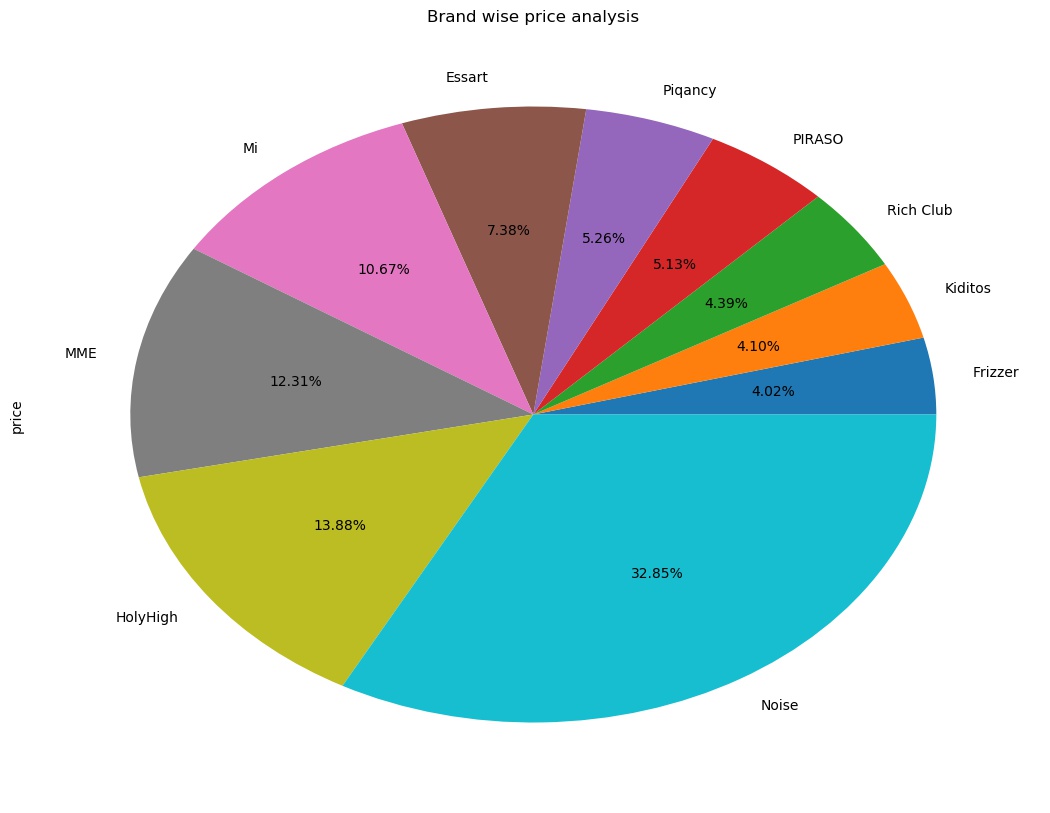 Brand wise price analysis
Essart
Piqancy
PIRASO
Mi
Rich Club
7.38%
5.26%
5.13%
10.67%
Kiditos
4.39%
4.10%
MME
Frizzer
12.31%
4.02%
price
13.88%
32.85%
HolyHigh
Noise